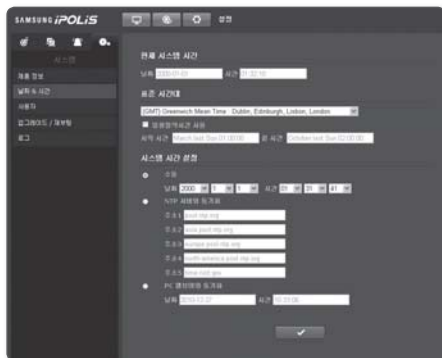 SAMSUNG iPOLiS
설정
시스템
제품 정보
날짜 & 시간
사용자
업그레이드 / 재부팅
로그
현재 시스템 시간
날짜 2000-01-01 시간 01:02:10
표준 시간대
(GMT) Greenwich Mean Time : Dublin, Edinburgh, Lisbon, London
일광절약시간 사용
시작 시간 March last Sun 01:00:00 끝 시간 October last Sun 02:00:00
시스템 시간 설정
수동
날짜 2000 1 1 시간 01 01 41
NTP 서버와 동기화
주소1 pool.ntp.org
주소2 asia.pool.ntp.org
주소3 europe.pool.ntp.org
주소4 north-america.pool.ntp.org
주소5 time.nist.gov
PC 웹뷰어와 동기화
날짜 2010-12-27 시간